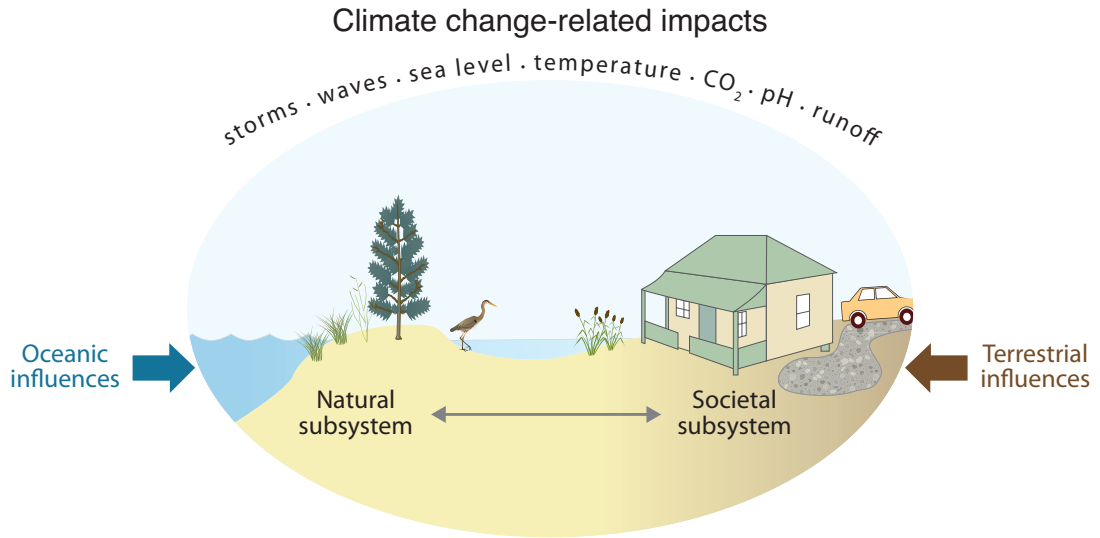 Climate change-related impacts
storms · waves · sea level · temperature · CO₂ · pH · runoff
Oceanic
influences
Terrestrial
influences
Natural
subsystem
Societal
subsystem